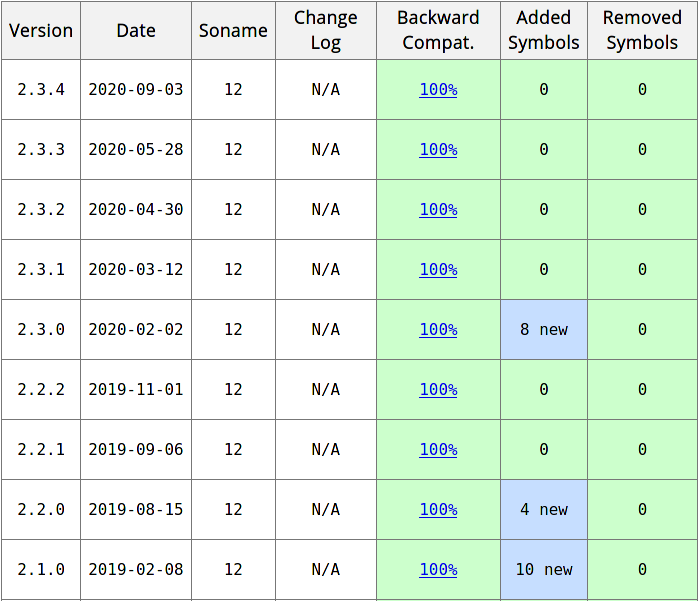 Version Date Soname Change Log Backward Compat. Added Symbols Removed Symbols
2.3.4 2020-09-03 12 N/A 100% 0 0
2.3.3 2020-05-28 12 N/A 100% 0 0
2.3.2 2020-04-30 12 N/A 100% 0 0
2.3.1 2020-03-12 12 N/A 100% 0 0
2.3.0 2020-02-02 12 N/A 100% 8 new 0
2.2.2 2019-11-01 12 N/A 100% 0 0
2.2.1 2019-09-06 12 N/A 100% 0 0
2.2.0 2019-08-15 12 N/A 100% 4 new 0
2.1.0 2019-02-08 12 N/A 100% 10 new 0